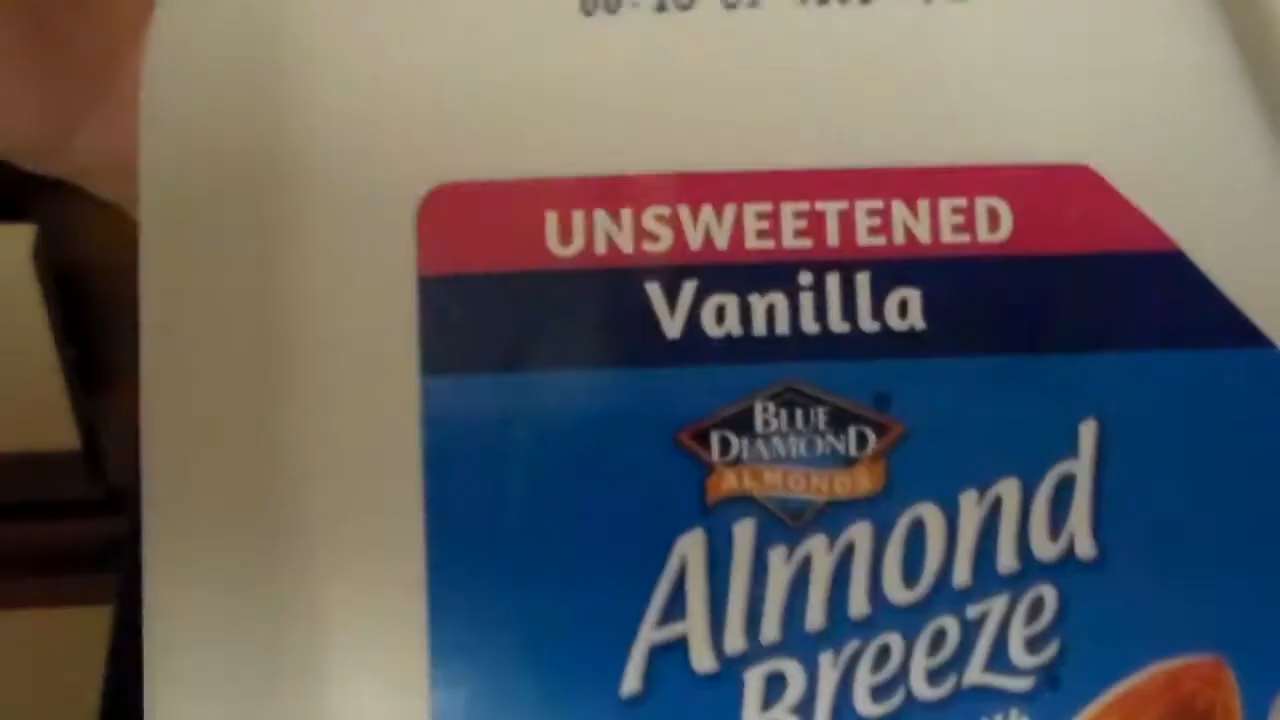 UNSWEETENED
Vanilla
BLUE
DIAMOND
ALMONDS
Almond
Breeze